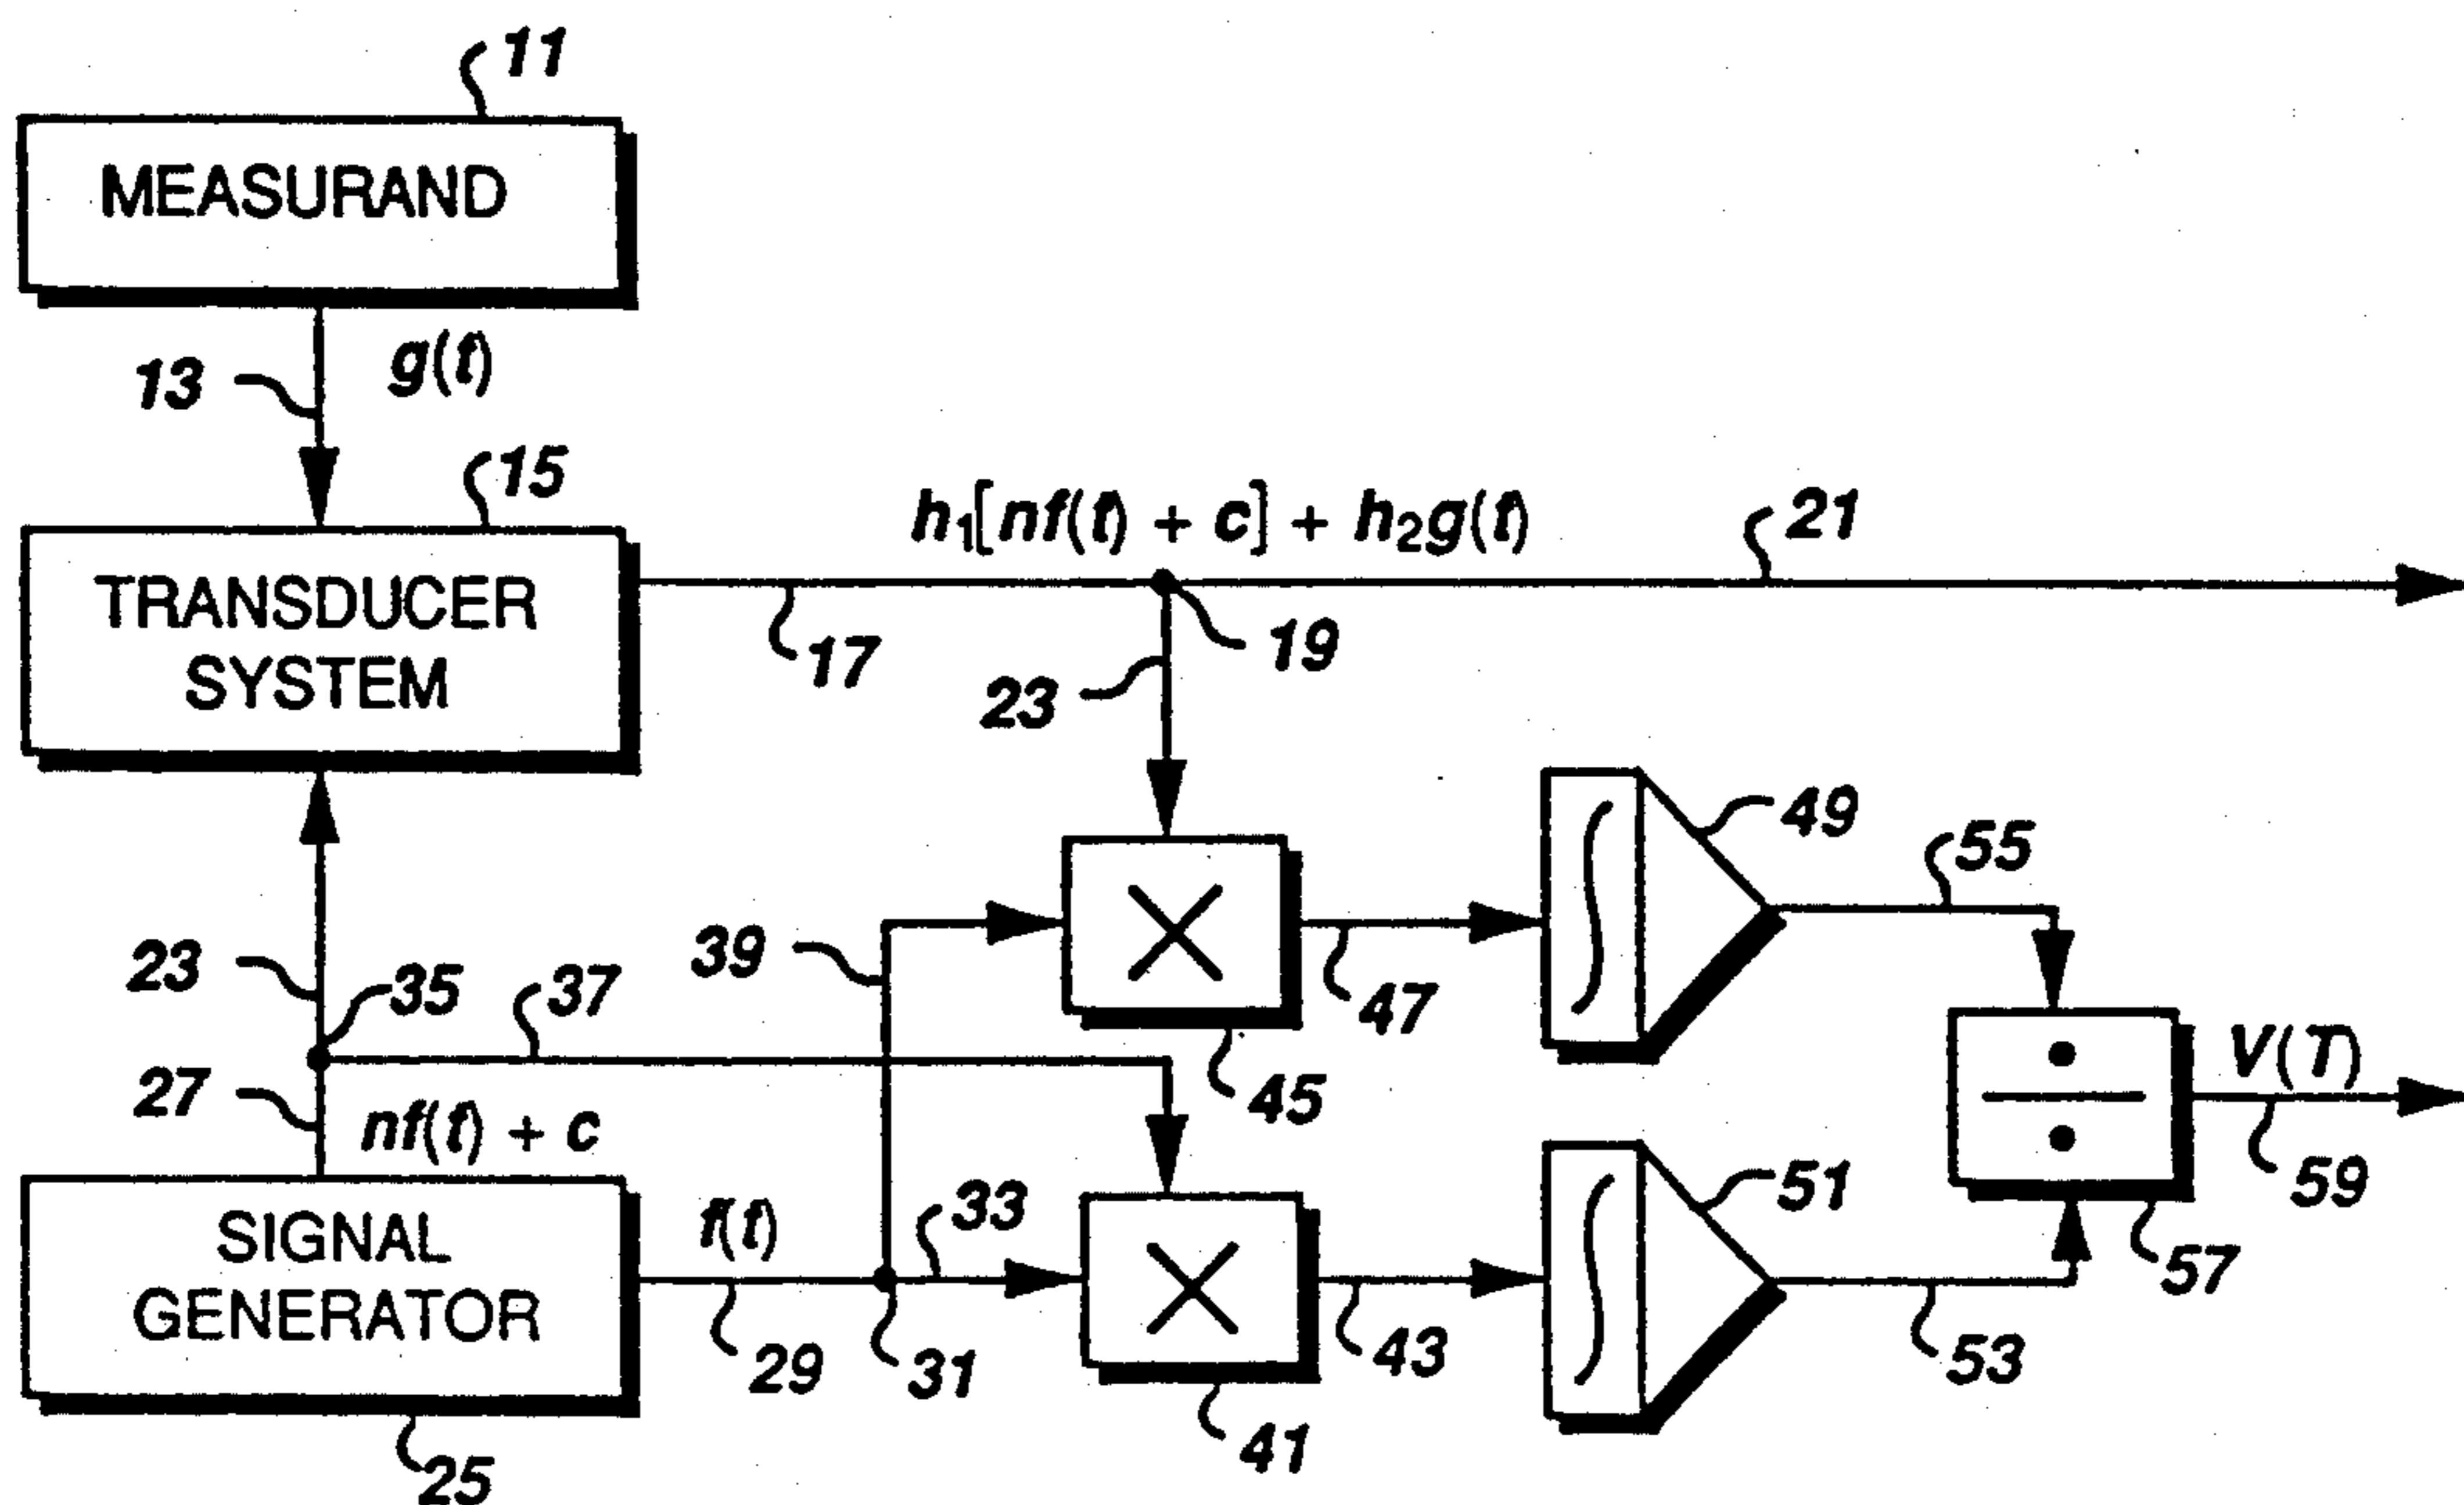 11
MEASURAND
13
g(t)
15
TRANSDUCER
SYSTEM
h₁[nf(t) + c] + h₂g(t)
21
17
19
23
49
55
39
23
35
37
47
27
nf(t) + c
45
V(T)
59
SIGNAL
GENERATOR
f(t)
33
51
57
29
31
43
53
41
25